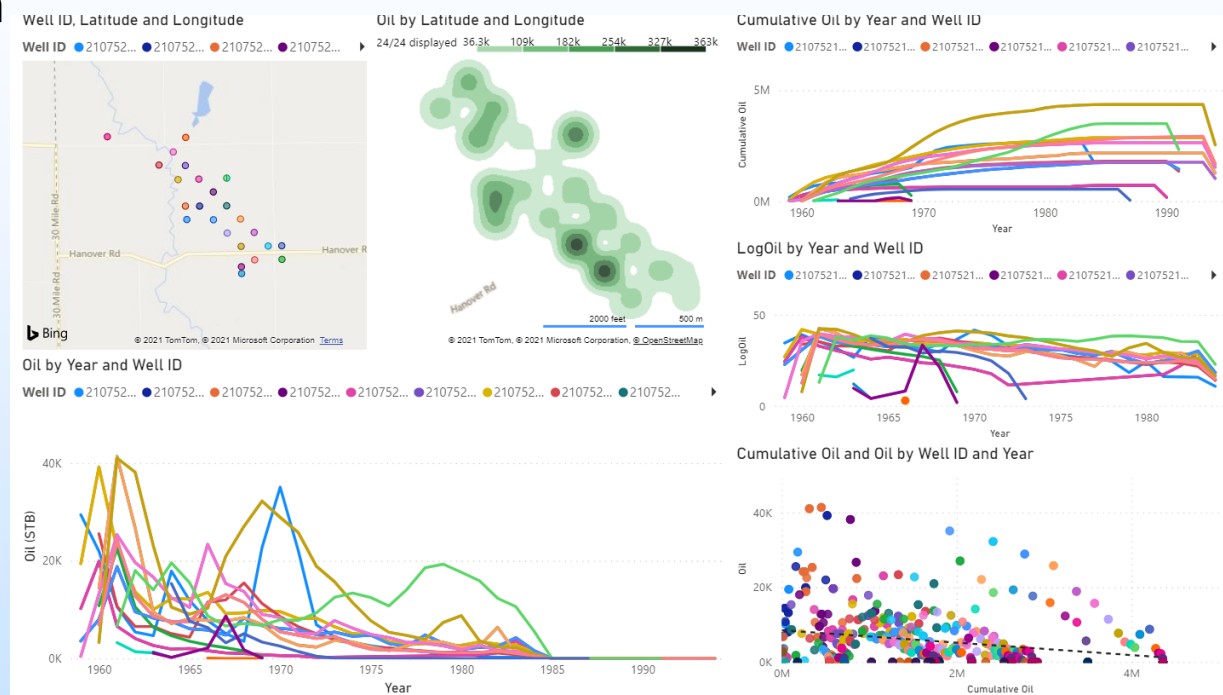 Well ID, Latitude and Longitude
Well ID 210752... 210752... 210752... 210752...
30 Mile Rd
30 Mile Rd
Hanover Rd
Hanover R
Bing
© 2021 TomTom, © 2021 Microsoft Corporation Terms
Oil by Latitude and Longitude
24/24 displayed 36.3k 109k 182k 254k 327k 363k
Hanover Rd
2000 feet 500 m
© 2021 TomTom, © 2021 Microsoft Corporation, © OpenStreetMap
Cumulative Oil by Year and Well ID
Well ID 2107521... 2107521... 2107521... 2107521... 2107521... 2107521...
Cumulative Oil
5M
0M
1960 1970 1980 1990
Year
LogOil by Year and Well ID
Well ID 2107521... 2107521... 2107521... 2107521... 2107521... 2107521...
LogOil
50
0
1960 1965 1970 1975 1980
Year
Oil by Year and Well ID
Well ID 210752... 210752... 210752... 210752... 210752... 210752... 210752... 210752... 210752...
Oil (STB)
40K
20K
0K
1960 1965 1970 1975 1980 1985 1990
Year
Cumulative Oil and Oil by Well ID and Year
Oil
40K
20K
0K
0M 2M 4M
Cumulative Oil